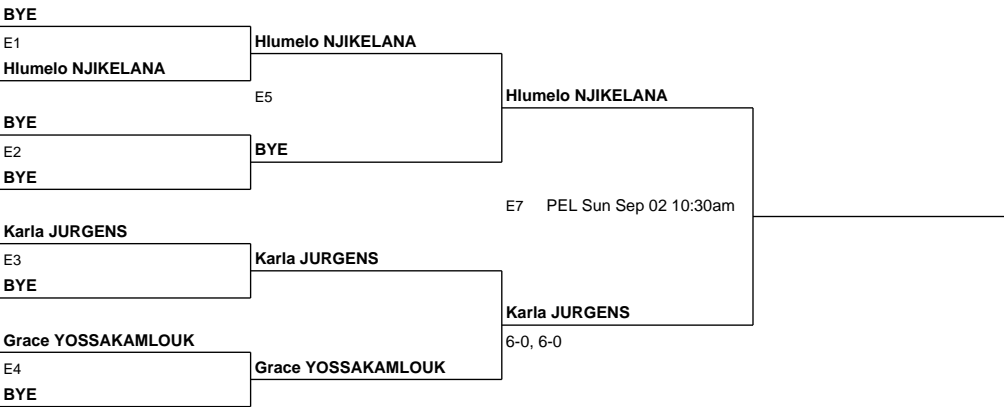 BYE
E1
Hlumelo NJIKELANA
Hlumelo NJIKELANA
E5
Hlumelo NJIKELANA
BYE
E2
BYE
BYE
E7 PEL Sun Sep 02 10:30am
Karla JURGENS
E3
Karla JURGENS
BYE
Karla JURGENS
6-0, 6-0
Grace YOSSAKAMLOUK
E4
Grace YOSSAKAMLOUK
BYE